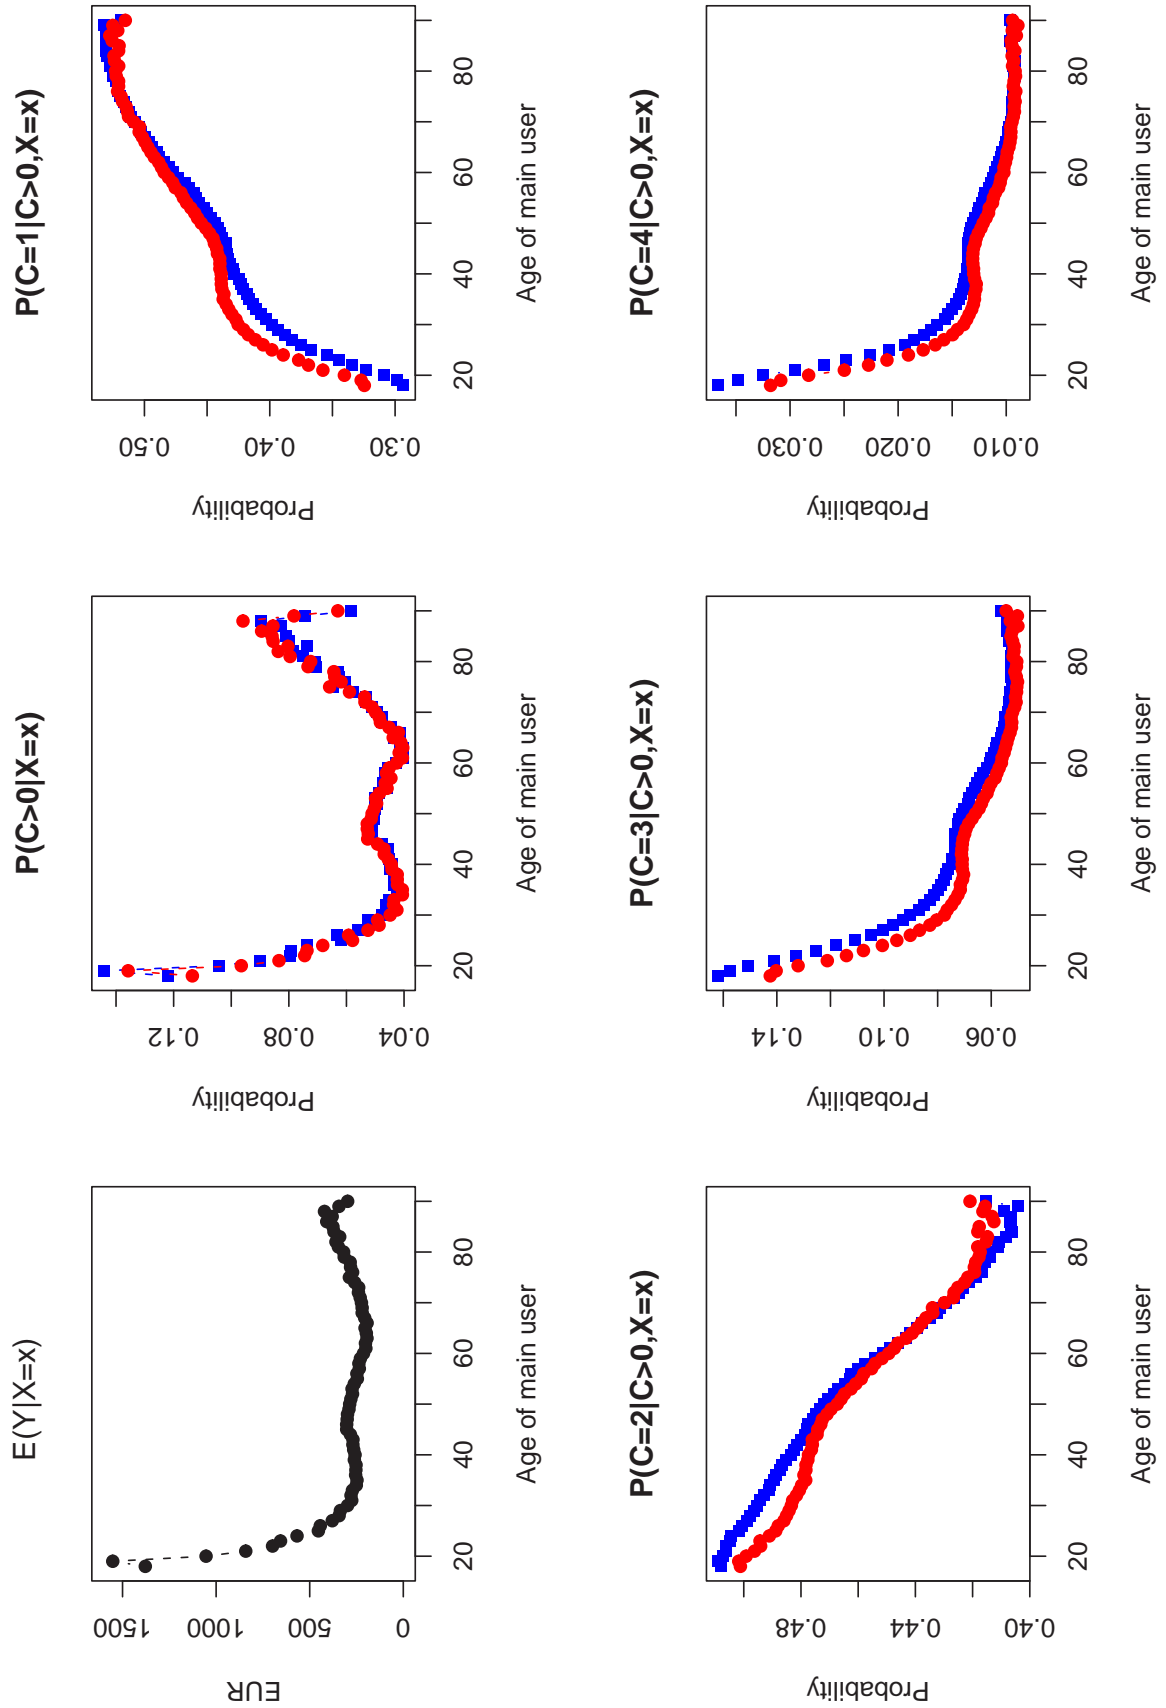 E(Y|X=x)
EUR
0 500 1000 1500
20 40 60 80
Age of main user
P(C>0|X=x)
Probability
0.04 0.08 0.12
20 40 60 80
Age of main user
P(C=1|C>0,X=x)
Probability
0.30 0.40 0.50
20 40 60 80
Age of main user
P(C=2|C>0,X=x)
Probability
0.40 0.44 0.48
20 40 60 80
Age of main user
P(C=3|C>0,X=x)
Probability
0.06 0.10 0.14
20 40 60 80
Age of main user
P(C=4|C>0,X=x)
Probability
0.010 0.020 0.030
20 40 60 80
Age of main user